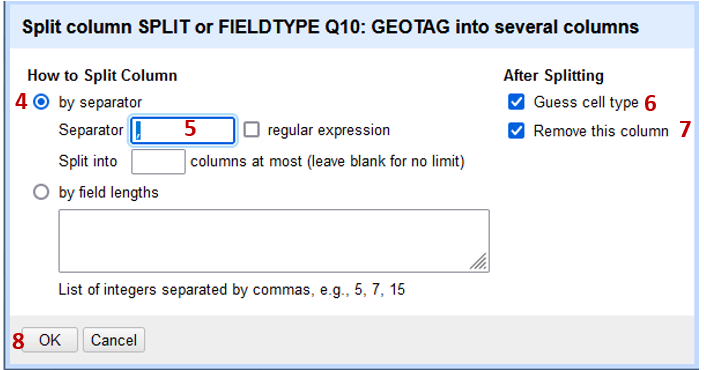 Split column SPLIT or FIELDTYPE Q10: GEOTAG into several columns
How to Split Column
4 by separator
Separator , 5 regular expression
Split into columns at most (leave blank for no limit)
by field lengths
List of integers separated by commas, e.g., 5, 7, 15
After Splitting
Guess cell type 6
Remove this column 7
8 OK Cancel